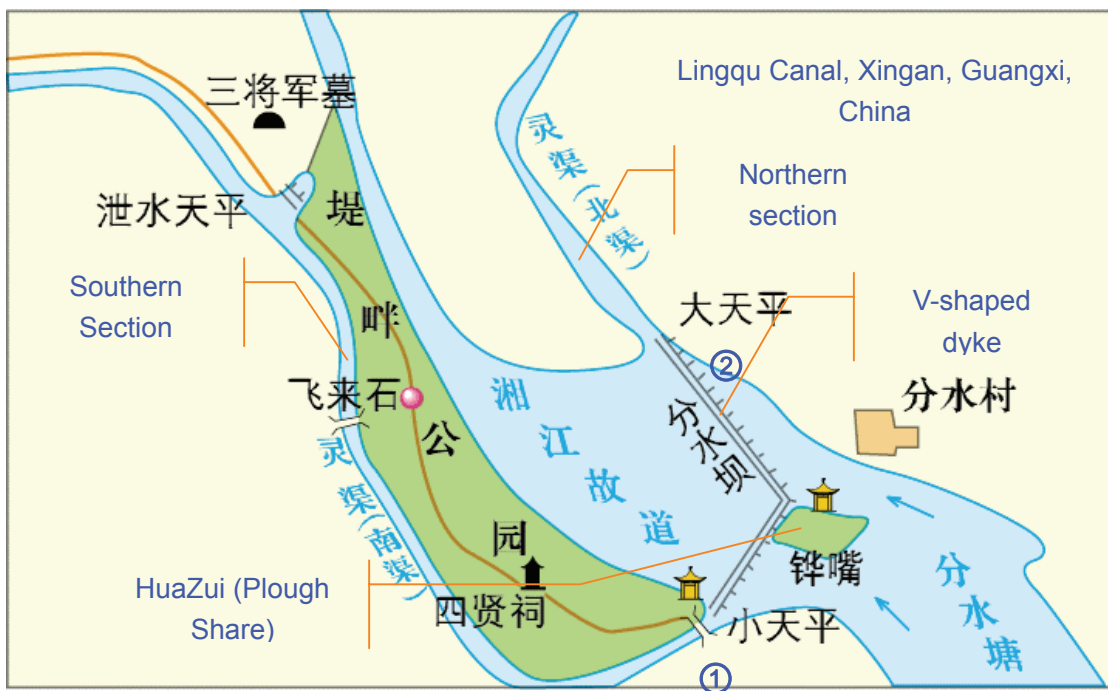 Lingqu Canal, Xingan, Guangxi,
China
三将军墓
灵渠(北渠)
Northern
section
泄水天平
堤畔公园
Southern
Section
大天平
V-shaped
dyke
②
飞来石
湘江故道
分水坝
分水村
灵渠(南渠)
HuaZui (Plough
Share)
四贤祠
铧嘴
分水塘
小天平
①